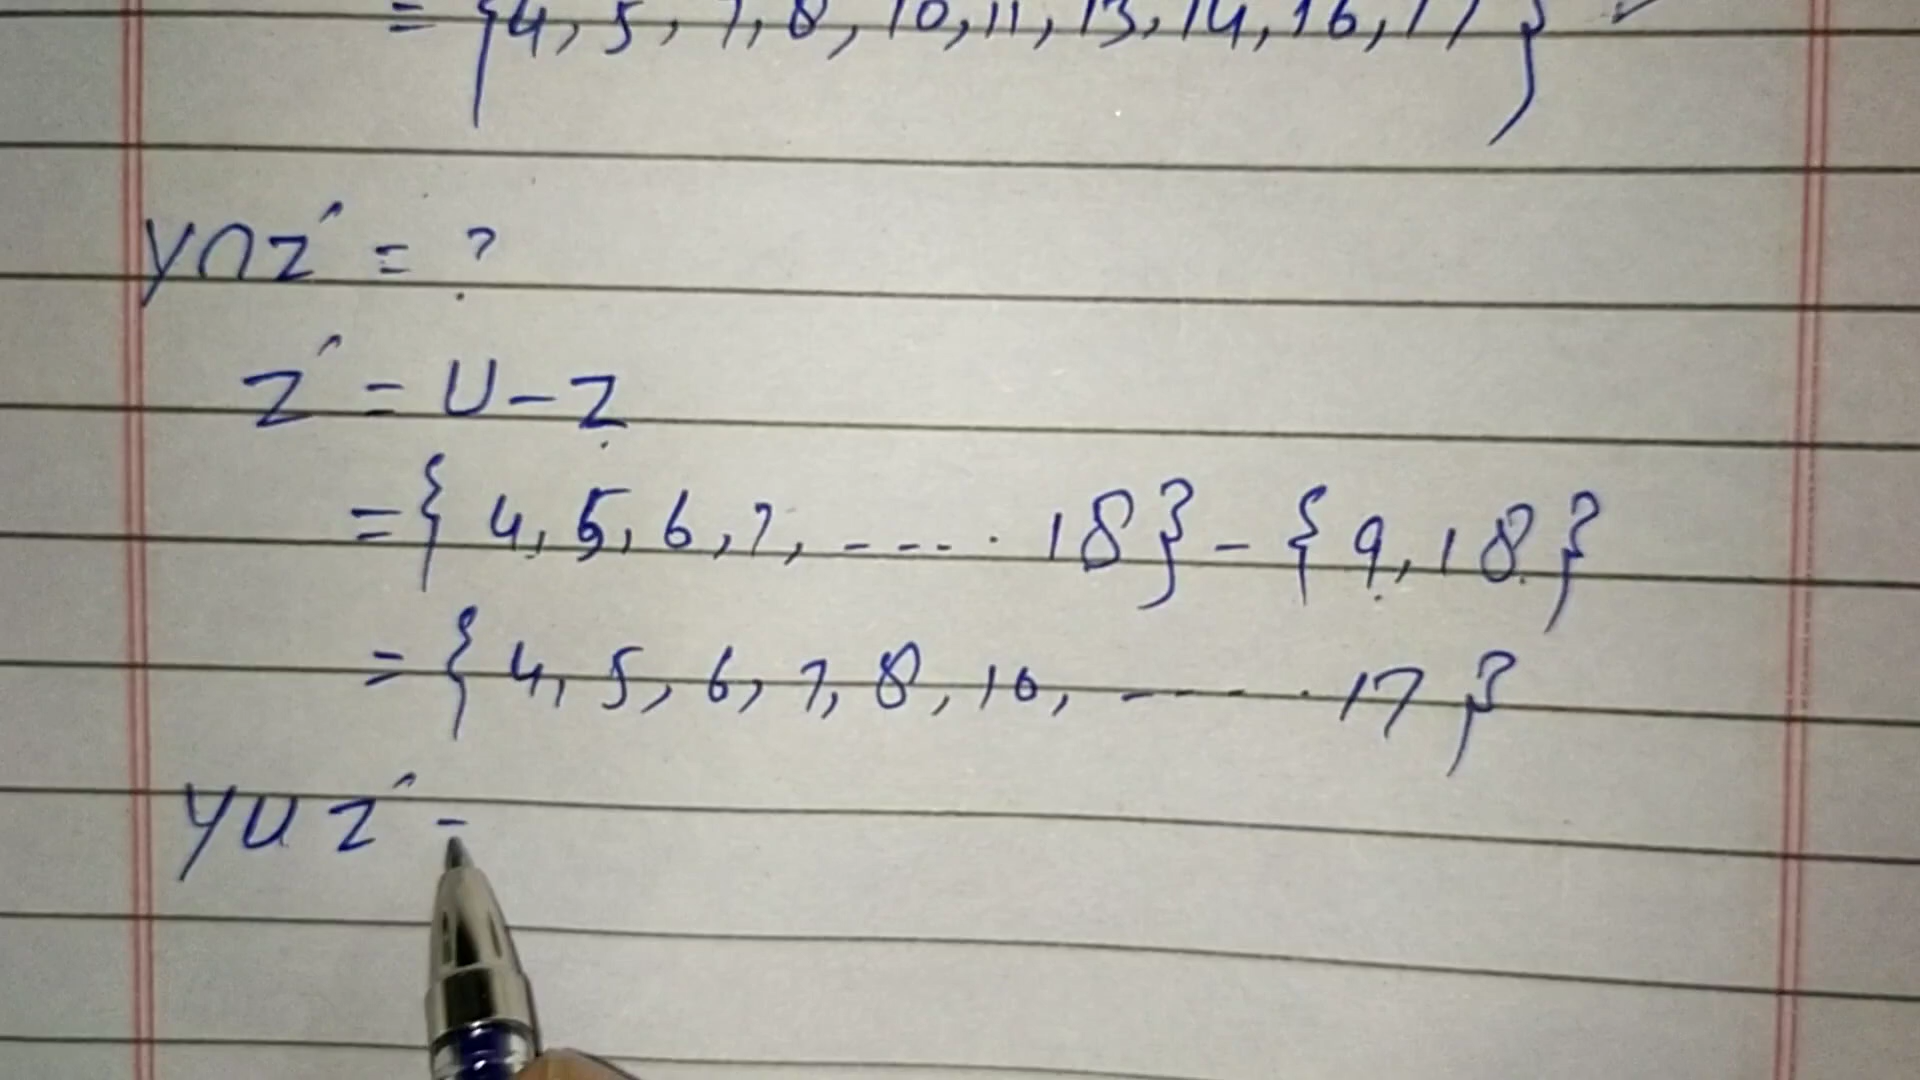 = {4, 5, 7, 8, 10, 11, 13, 14, 16, 17}
Y∩Z′ = ?
Z′ = U - Z
= { 4, 5, 6, 7, ---. 18} - {9, 18}
= { 4, 5, 6, 7, 8, 10, ----. 17}
Y U Z′ -